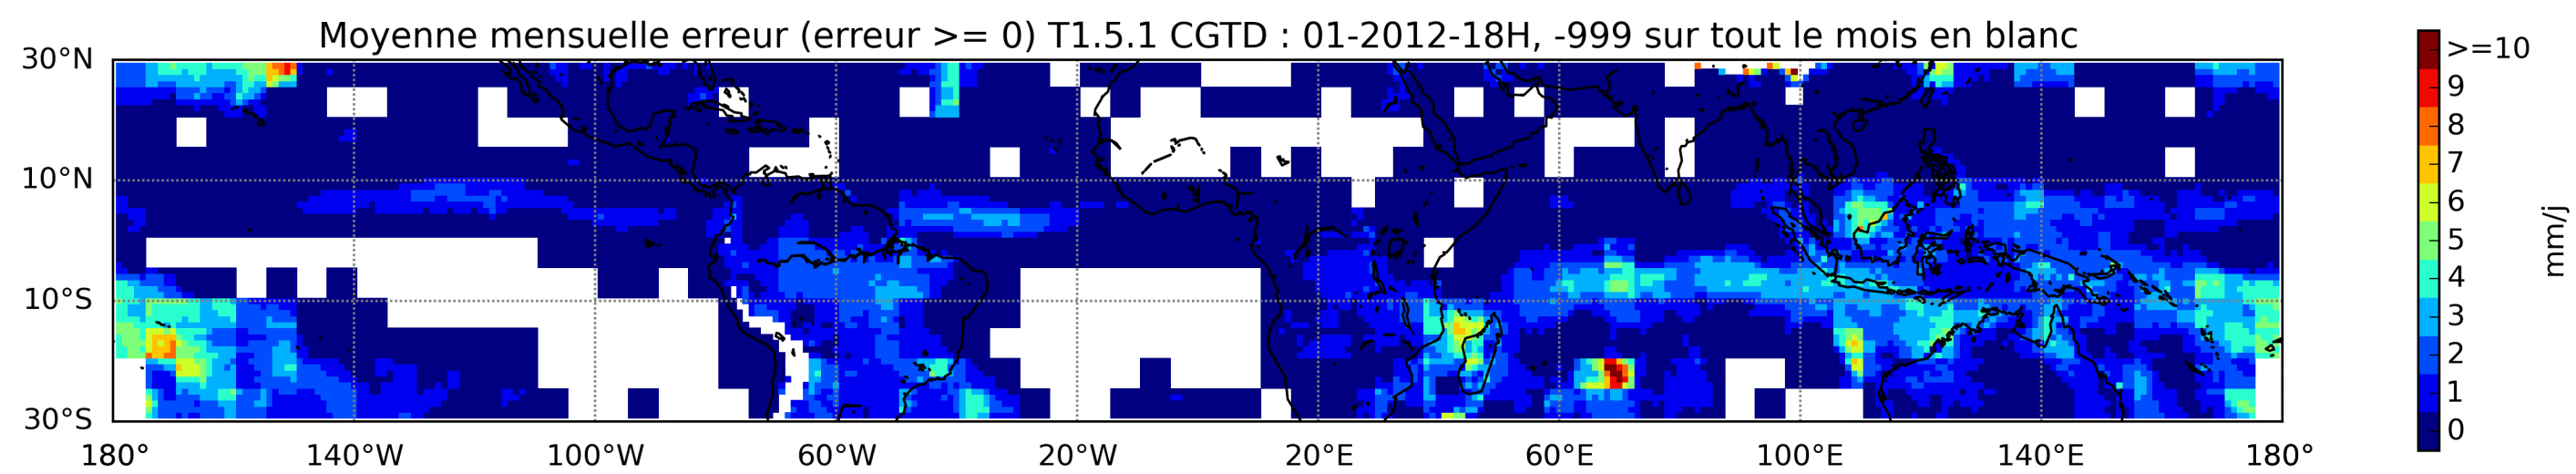 Moyenne mensuelle erreur (erreur >= 0) T1.5.1 CGTD : 01-2012-18H, -999 sur tout le mois en blanc
30°N
10°N
10°S
30°S
180° 140°W 100°W 60°W 20°W 20°E 60°E 100°E 140°E 180°
>=10
9
8
7
6
5
4
3
2
1
0
mm/j